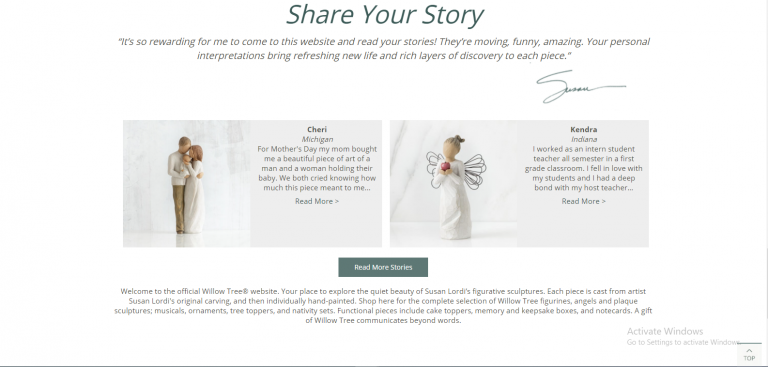 Share Your Story
“It's so rewarding for me to come to this website and read your stories! They're moving, funny, amazing. Your personal
interpretations bring refreshing new life and rich layers of discovery to each piece.”
Susan
Cheri
Michigan
For Mother's Day my mom bought
me a beautiful piece of art of a
man and a woman holding their
baby. We both cried knowing how
much this piece meant to me...
Read More >
Kendra
Indiana
I worked as an intern student
teacher all semester in a first
grade classroom. I fell in love with
my students and I had a deep
bond with my host teacher...
Read More >
Read More Stories
Welcome to the official Willow Tree® website. Your place to explore the quiet beauty of Susan Lordi's figurative sculptures. Each piece is cast from artist
Susan Lordi's original carving, and then individually hand-painted. Shop here for the complete selection of Willow Tree figurines, angels and plaque
sculptures; musicals, ornaments, tree toppers, and nativity sets. Functional pieces include cake toppers, memory and keepsake boxes, and notecards. A gift
of Willow Tree communicates beyond words.
Activate Windows
Go to Settings to activate Windows.
TOP